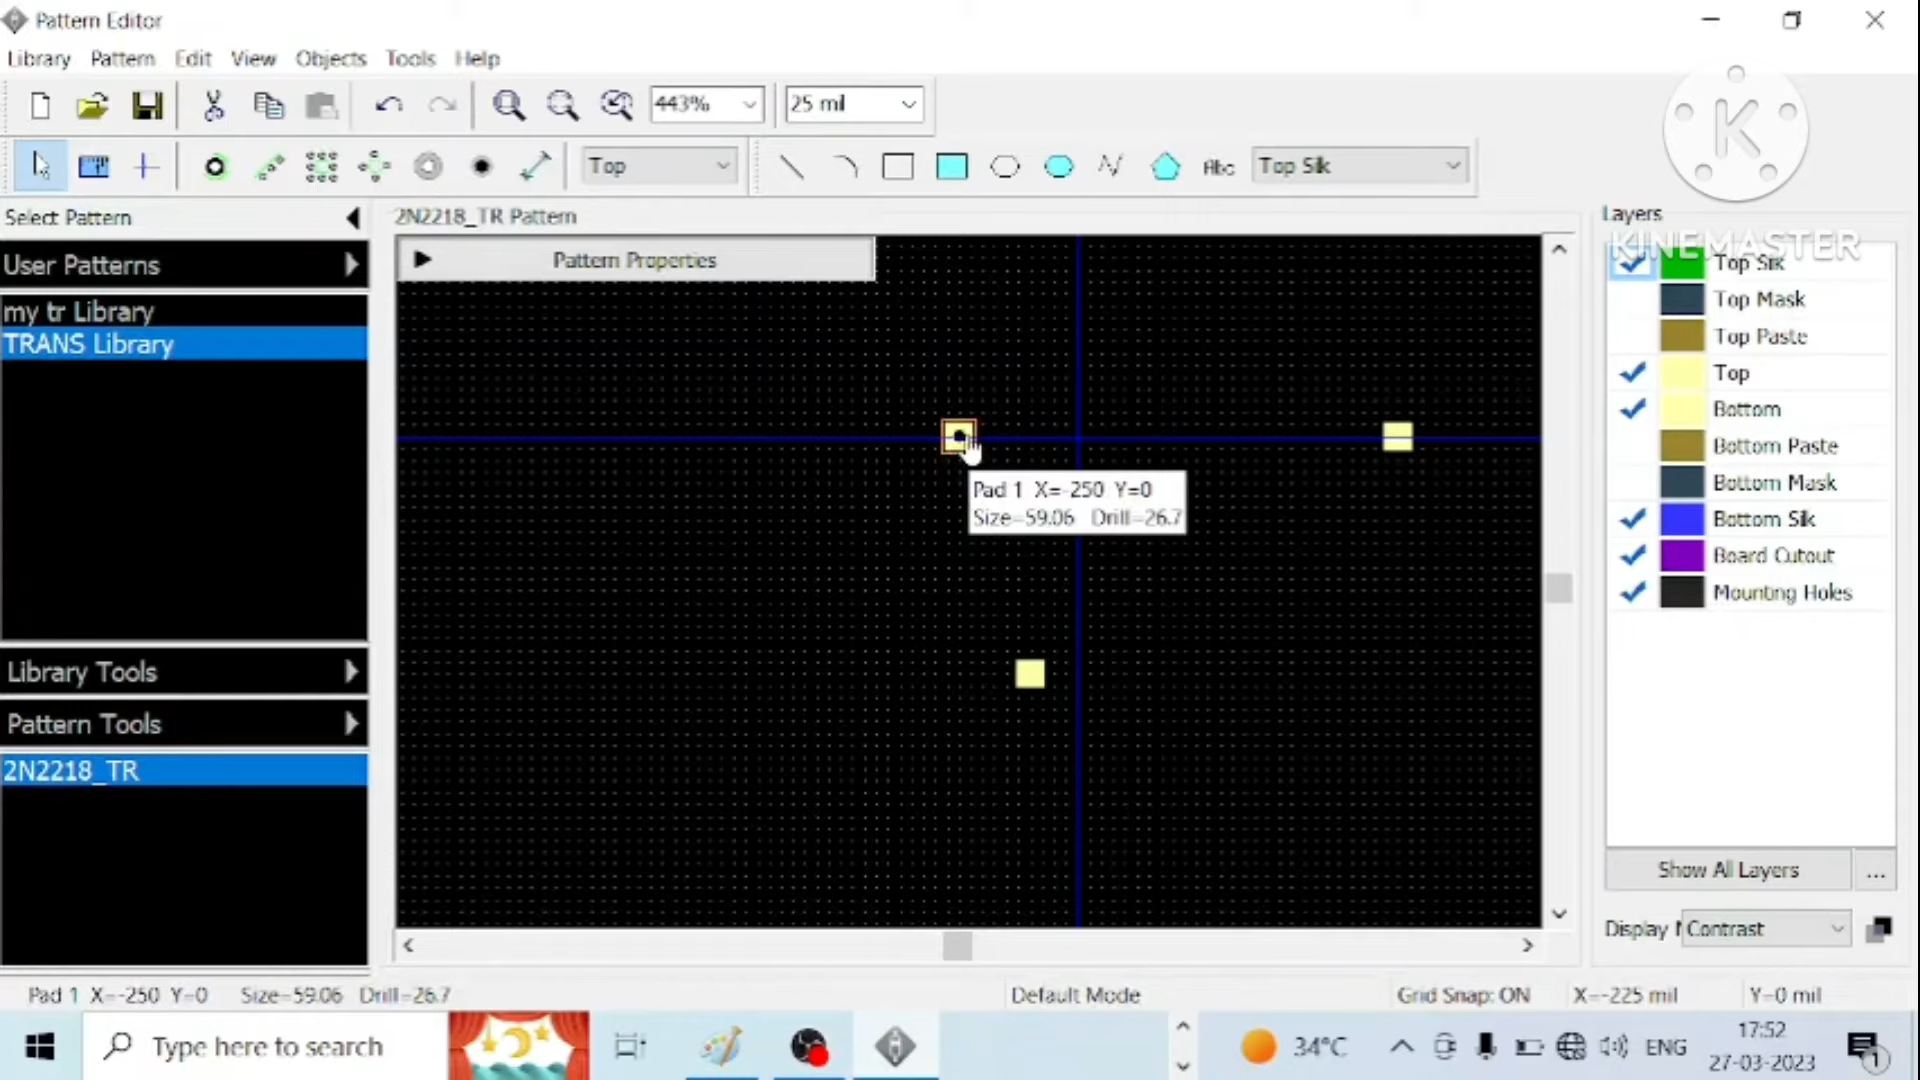 Pattern Editor
Library Pattern Edit View Objects Tools Help
443% 25 mil
Top Abc Top Silk
K
KINEMASTER
Select Pattern
2N2218_TR Pattern
Layers
User Patterns
Pattern Properties
my tr Library
TRANS Library
Library Tools
Pattern Tools
2N2218_TR
Pad 1 X=-250 Y=0
Size=59.06 Drill=26.7
Top Silk
Top Mask
Top Paste
Top
Bottom
Bottom Paste
Bottom Mask
Bottom Silk
Board Cutout
Mounting Holes
Show All Layers ...
Display Contrast
Pad 1 X=-250 Y=0 Size=59.06 Drill=26.7 Default Mode Grid Snap: ON X=-225 mil Y=0 mil
Type here to search
34°C
ENG
17:52
27-03-2023
1